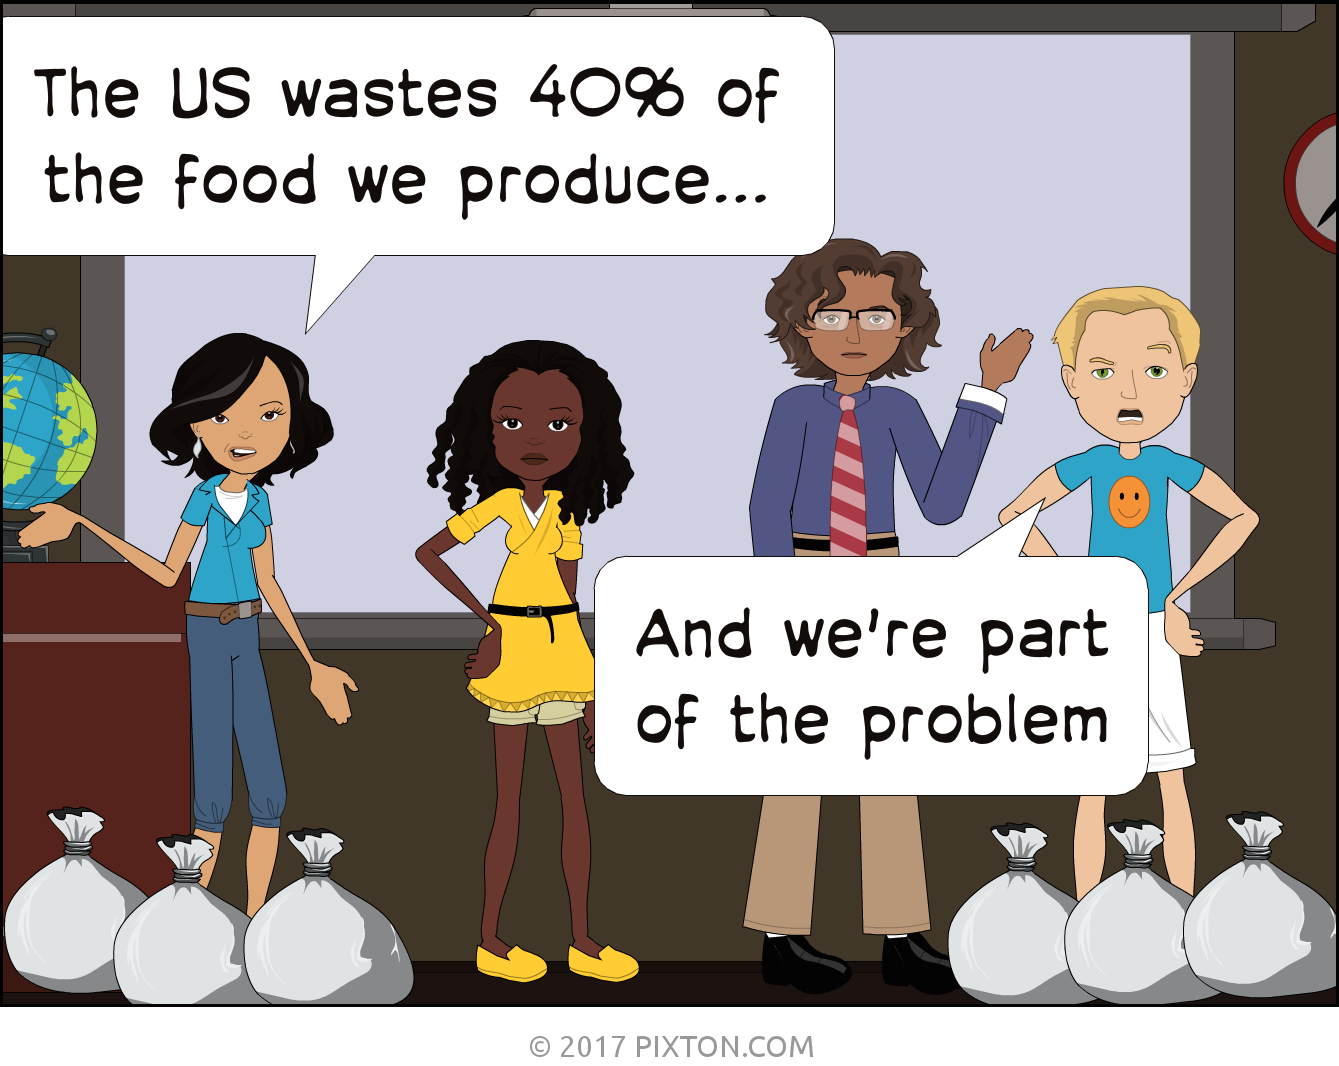 The US wastes 40% of
the food we produce...
And we're part
of the problem
© 2017 PIXTON.COM